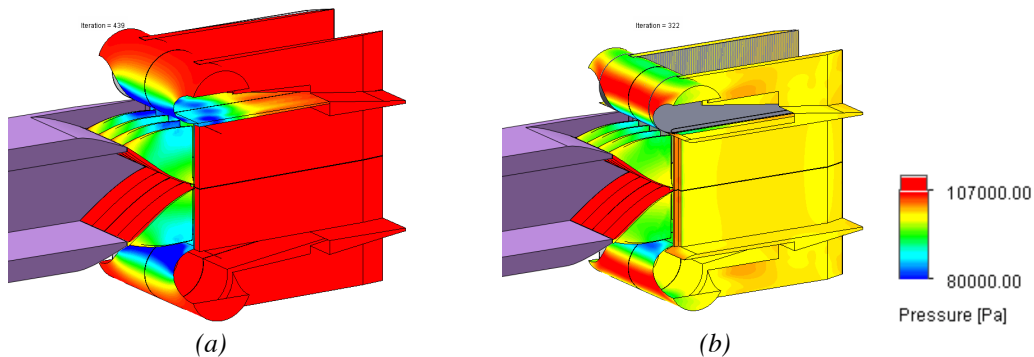 Iteration = 439
Iteration = 322
107000.00
80000.00
Pressure [Pa]
(a)
(b)